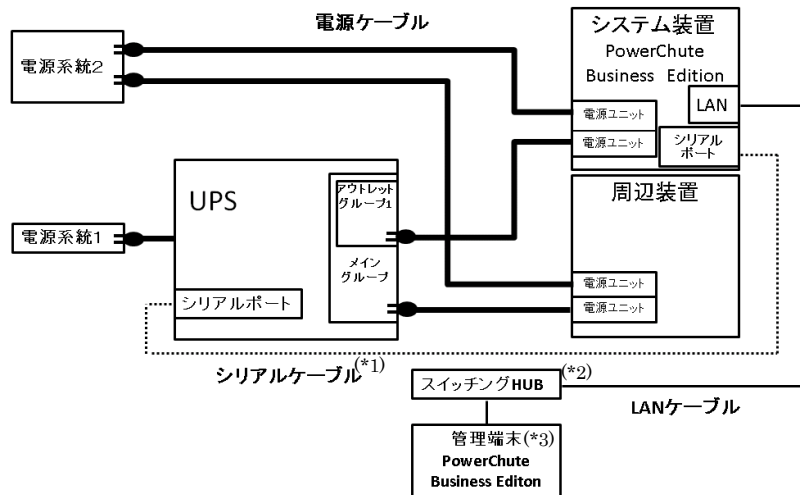 電源ケーブル
電源系統2
システム装置
PowerChute
Business Edition
LAN
電源ユニット
電源ユニット
シリアル
ポート
UPS
アウトレット
グループ1
メイン
グループ
電源系統1
シリアルポート
周辺装置
電源ユニット
電源ユニット
シリアルケーブル(*1)
スイッチングHUB(*2)
LANケーブル
管理端末(*3)
PowerChute
Business Editon